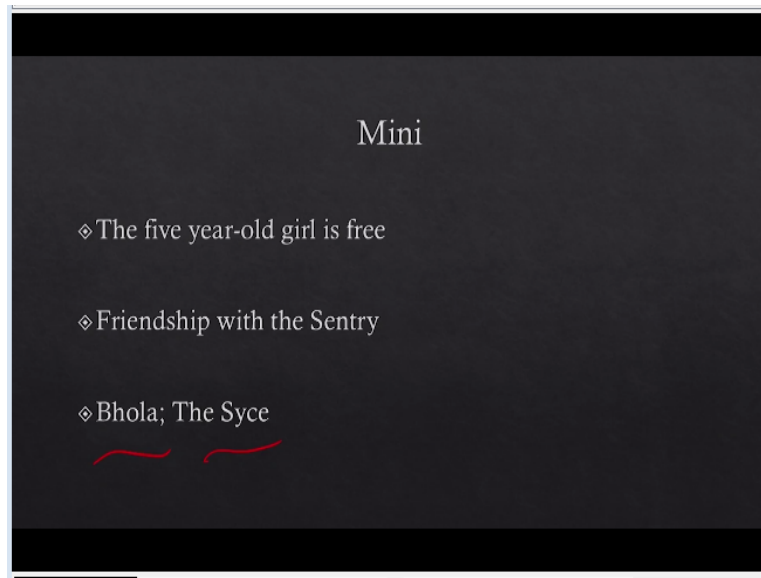 Mini
The five year-old girl is free
Friendship with the Sentry
Bhola; The Syce